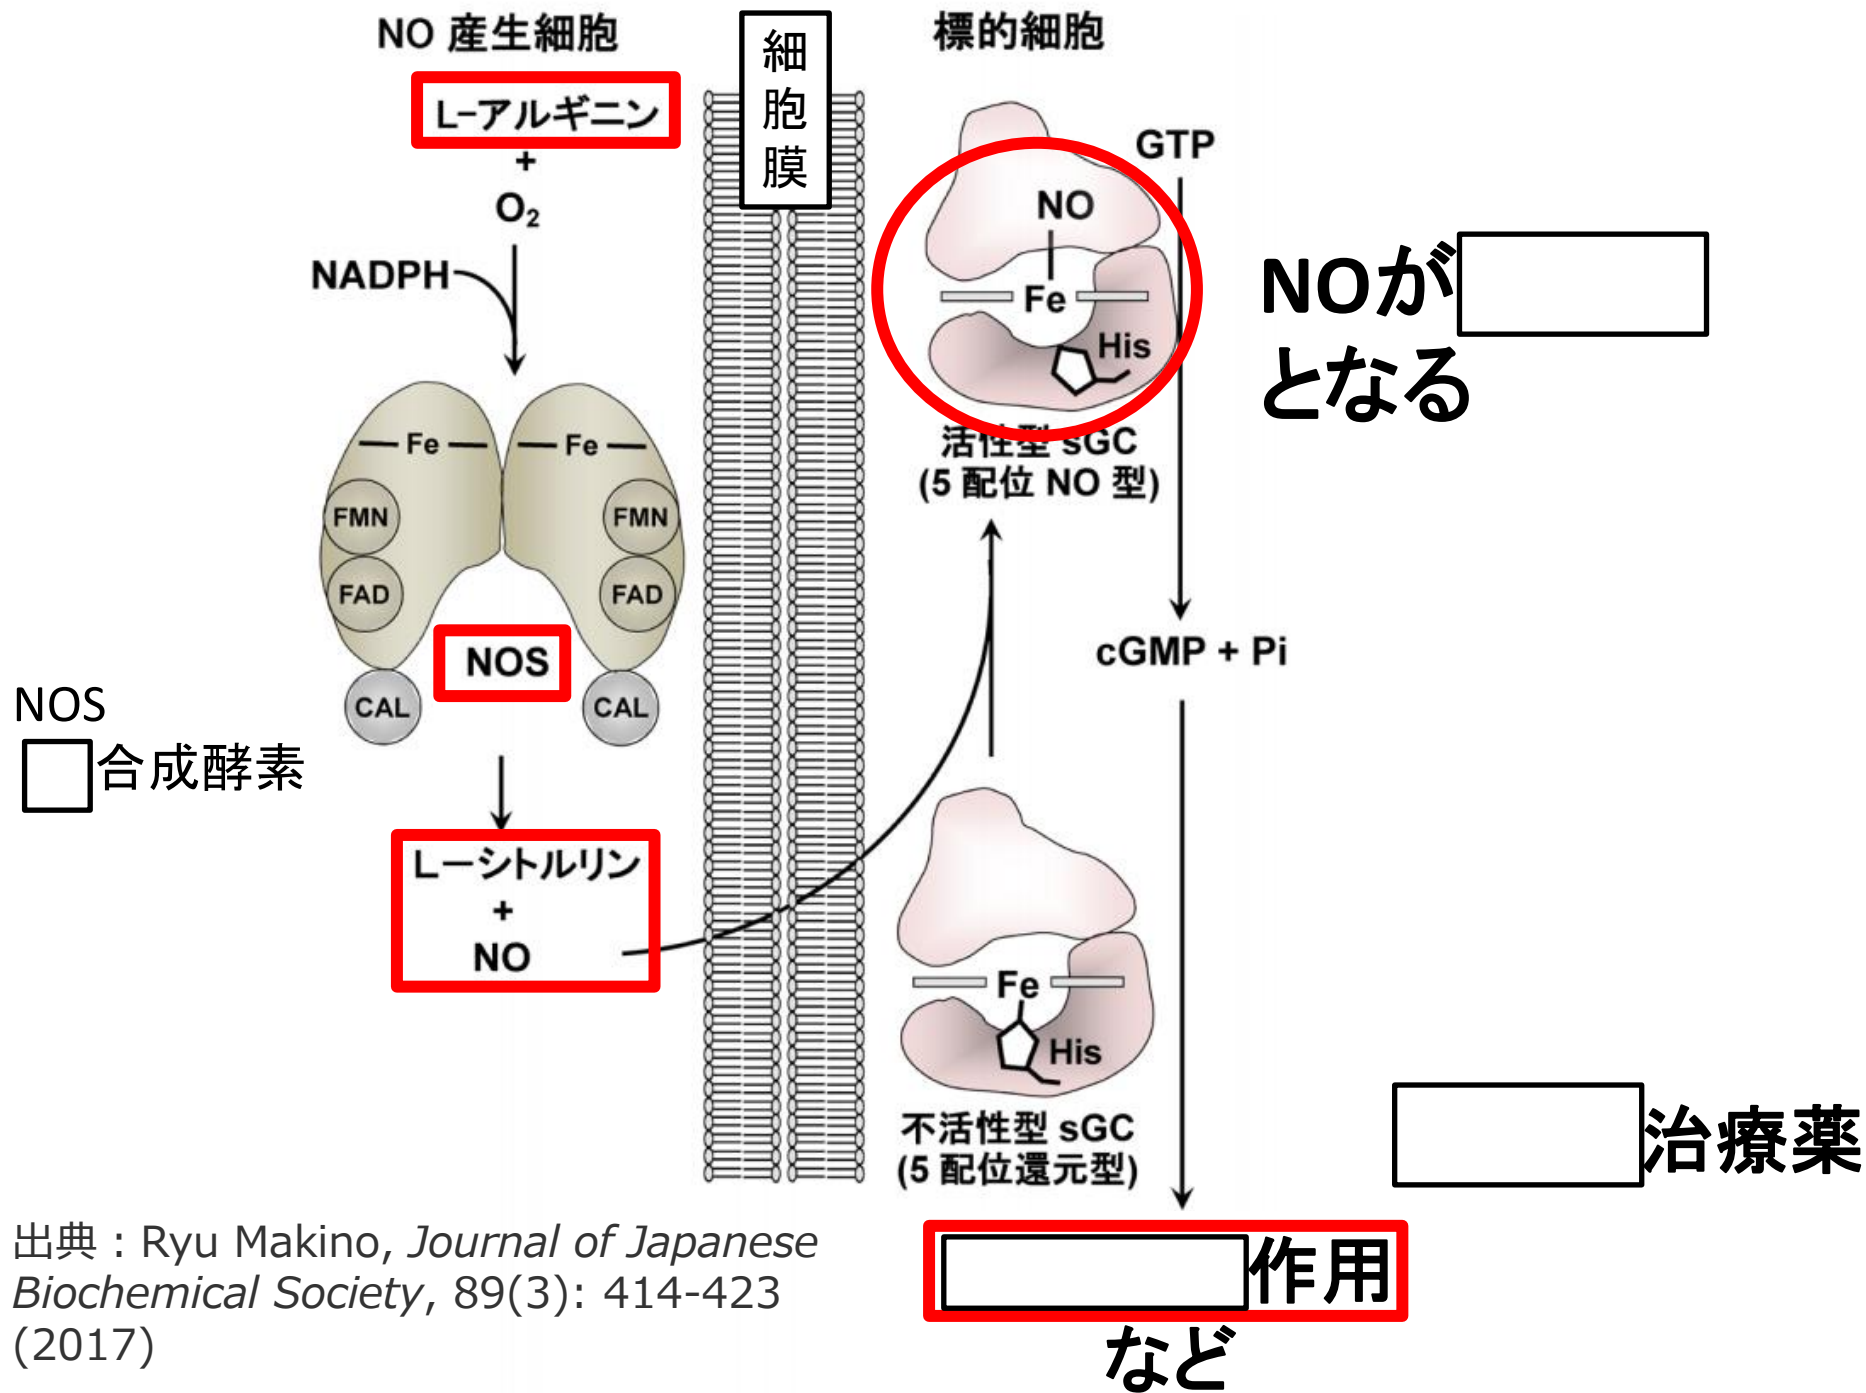 NO 産生細胞
細胞膜
標的細胞
L-アルギニン
+
O2
NADPH
Fe
Fe
FMN
FMN
FAD
FAD
NOS
CAL
CAL
NOS
合成酵素
L-シトルリン
+
NO
GTP
NO
Fe
His
活性型 sGC
(5 配位 NO 型)
NOが
となる
cGMP + Pi
Fe
His
不活性型 sGC
(5 配位還元型)
治療薬
作用
など
出典：Ryu Makino, Journal of Japanese
Biochemical Society, 89(3): 414-423
(2017)